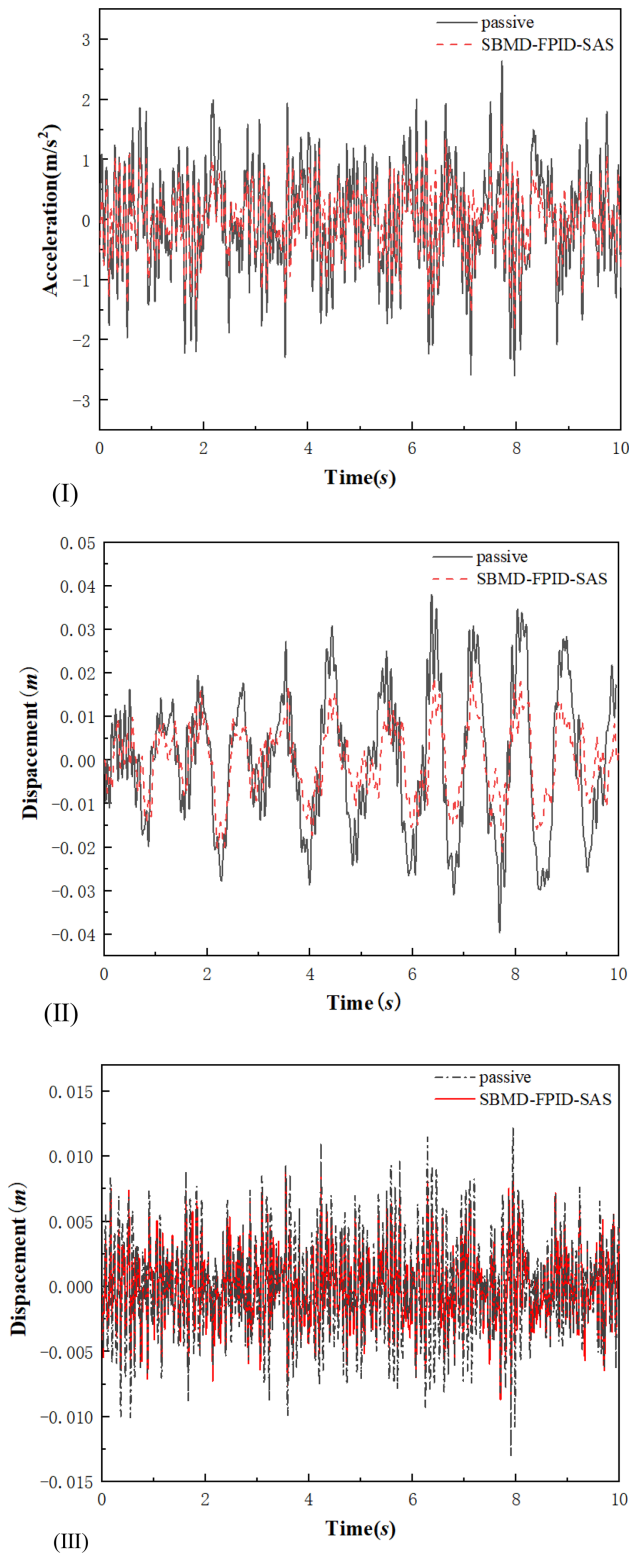 passive
SBMD-FPID-SAS
3
2
1
0
-1
-2
-3
Acceleration(m/s²)
0 2 4 6 8 10
Time(s)
(I)
passive
SBMD-FPID-SAS
0.05
0.04
0.03
0.02
0.01
0.00
-0.01
-0.02
-0.03
-0.04
Dispacement(m)
0 2 4 6 8 10
Time(s)
(II)
passive
SBMD-FPID-SAS
0.015
0.010
0.005
0.000
-0.005
-0.010
-0.015
Dispacement(m)
0 2 4 6 8 10
Time(s)
(III)